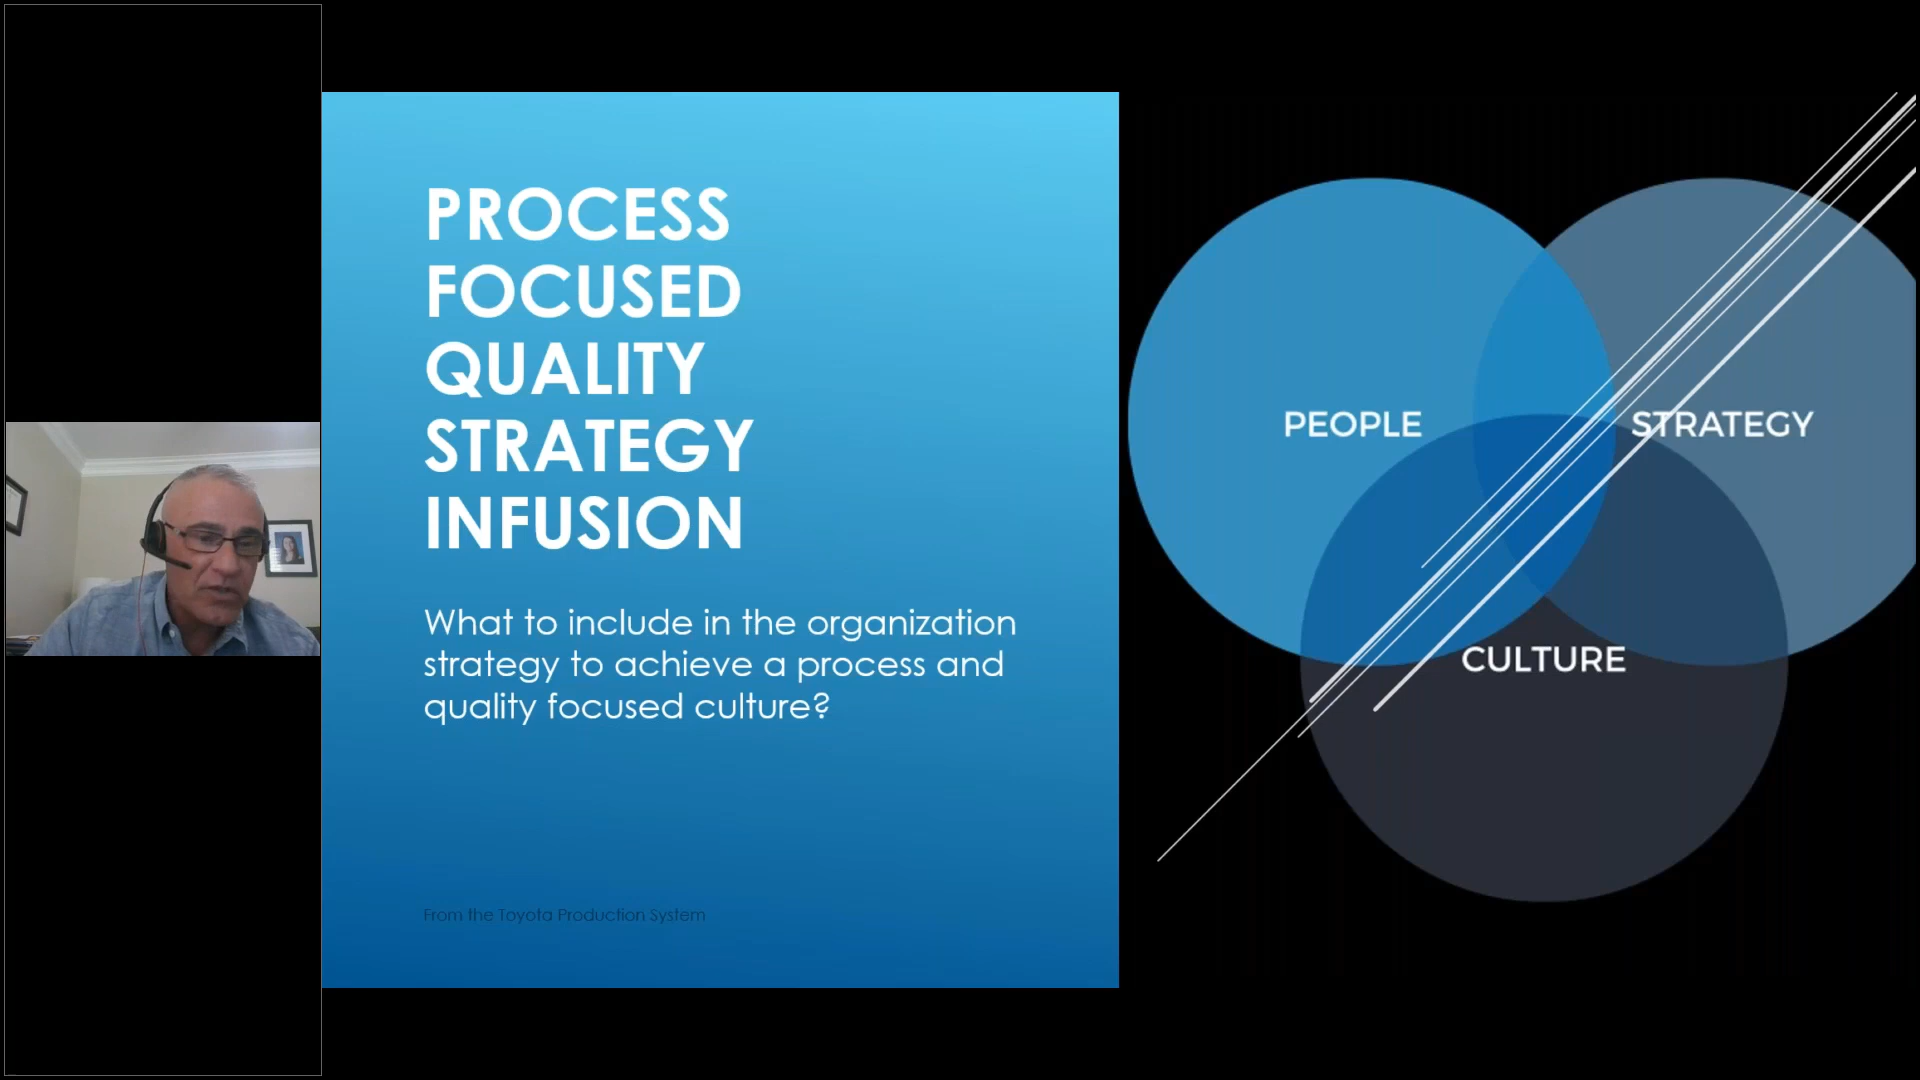 PROCESS
FOCUSED
QUALITY
STRATEGY
INFUSION
What to include in the organization
strategy to achieve a process and
quality focused culture?
From the Toyota Production System
PEOPLE
STRATEGY
CULTURE